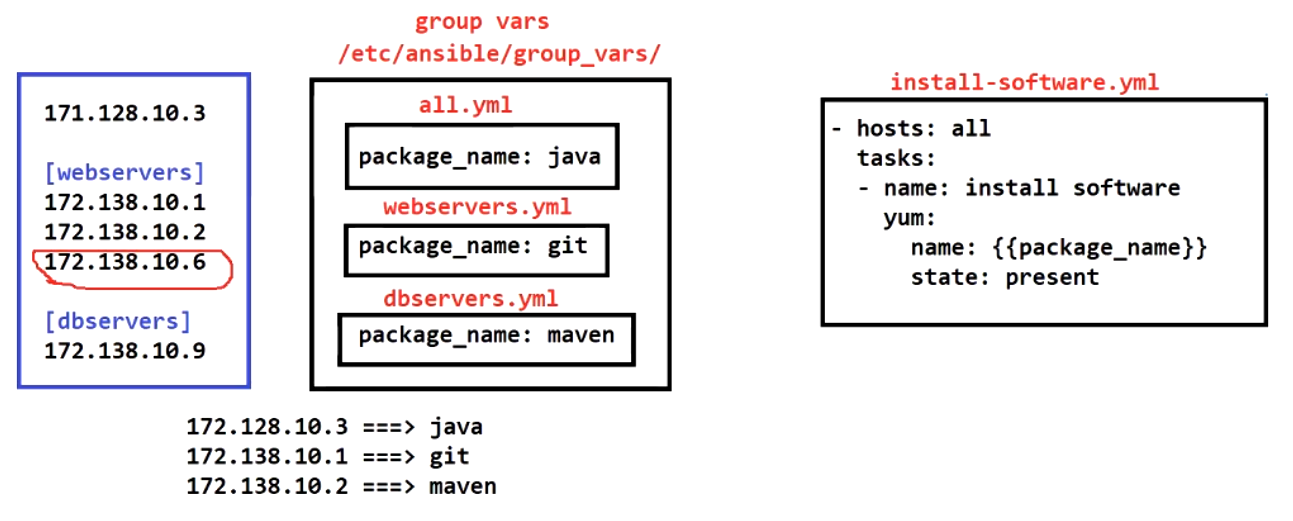 group vars
/etc/ansible/group_vars/
171.128.10.3
[webservers]
172.138.10.1
172.138.10.2
172.138.10.6
[dbservers]
172.138.10.9
all.yml
package_name: java
webservers.yml
package_name: git
dbservers.yml
package_name: maven
install-software.yml
- hosts: all
tasks:
- name: install software
yum:
name: {{package_name}}
state: present
172.128.10.3 ===> java
172.138.10.1 ===> git
172.138.10.2 ===> maven